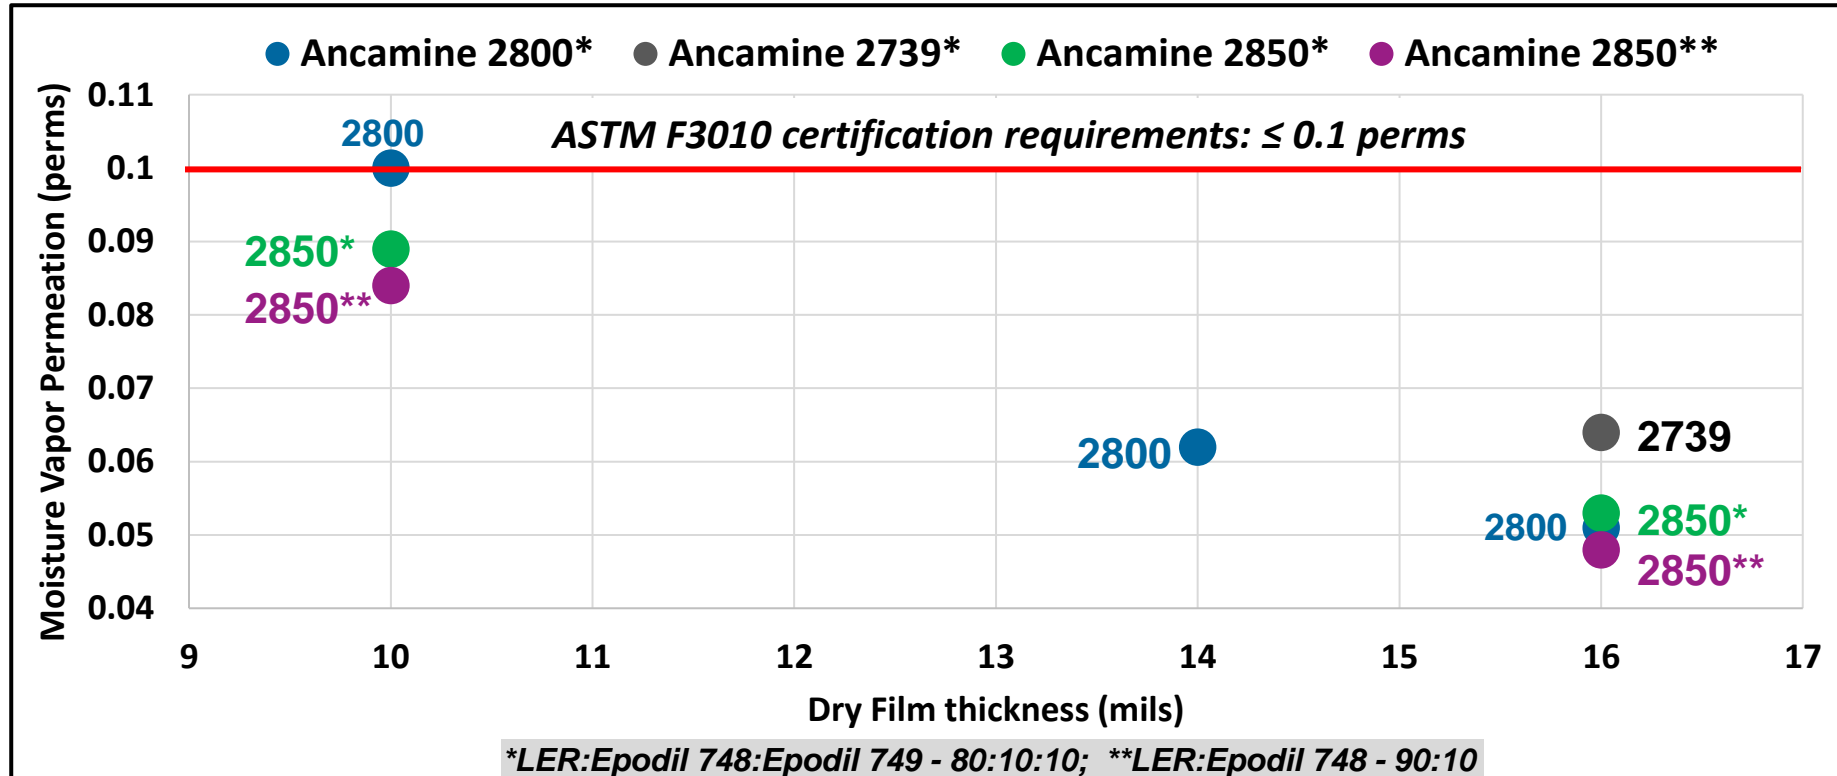 Ancamine 2800* Ancamine 2739* Ancamine 2850* Ancamine 2850**
Moisture Vapor Permeation (perms)
0.11
2800
ASTM F3010 certification requirements: ≤ 0.1 perms
0.1
0.09
2850*
2850**
0.08
0.07
2739
2800
0.06
2850*
2800
0.05
2850**
0.04
9 10 11 12 13 14 15 16 17
Dry Film thickness (mils)
*LER:Epodil 748:Epodil 749 - 80:10:10; **LER:Epodil 748 - 90:10